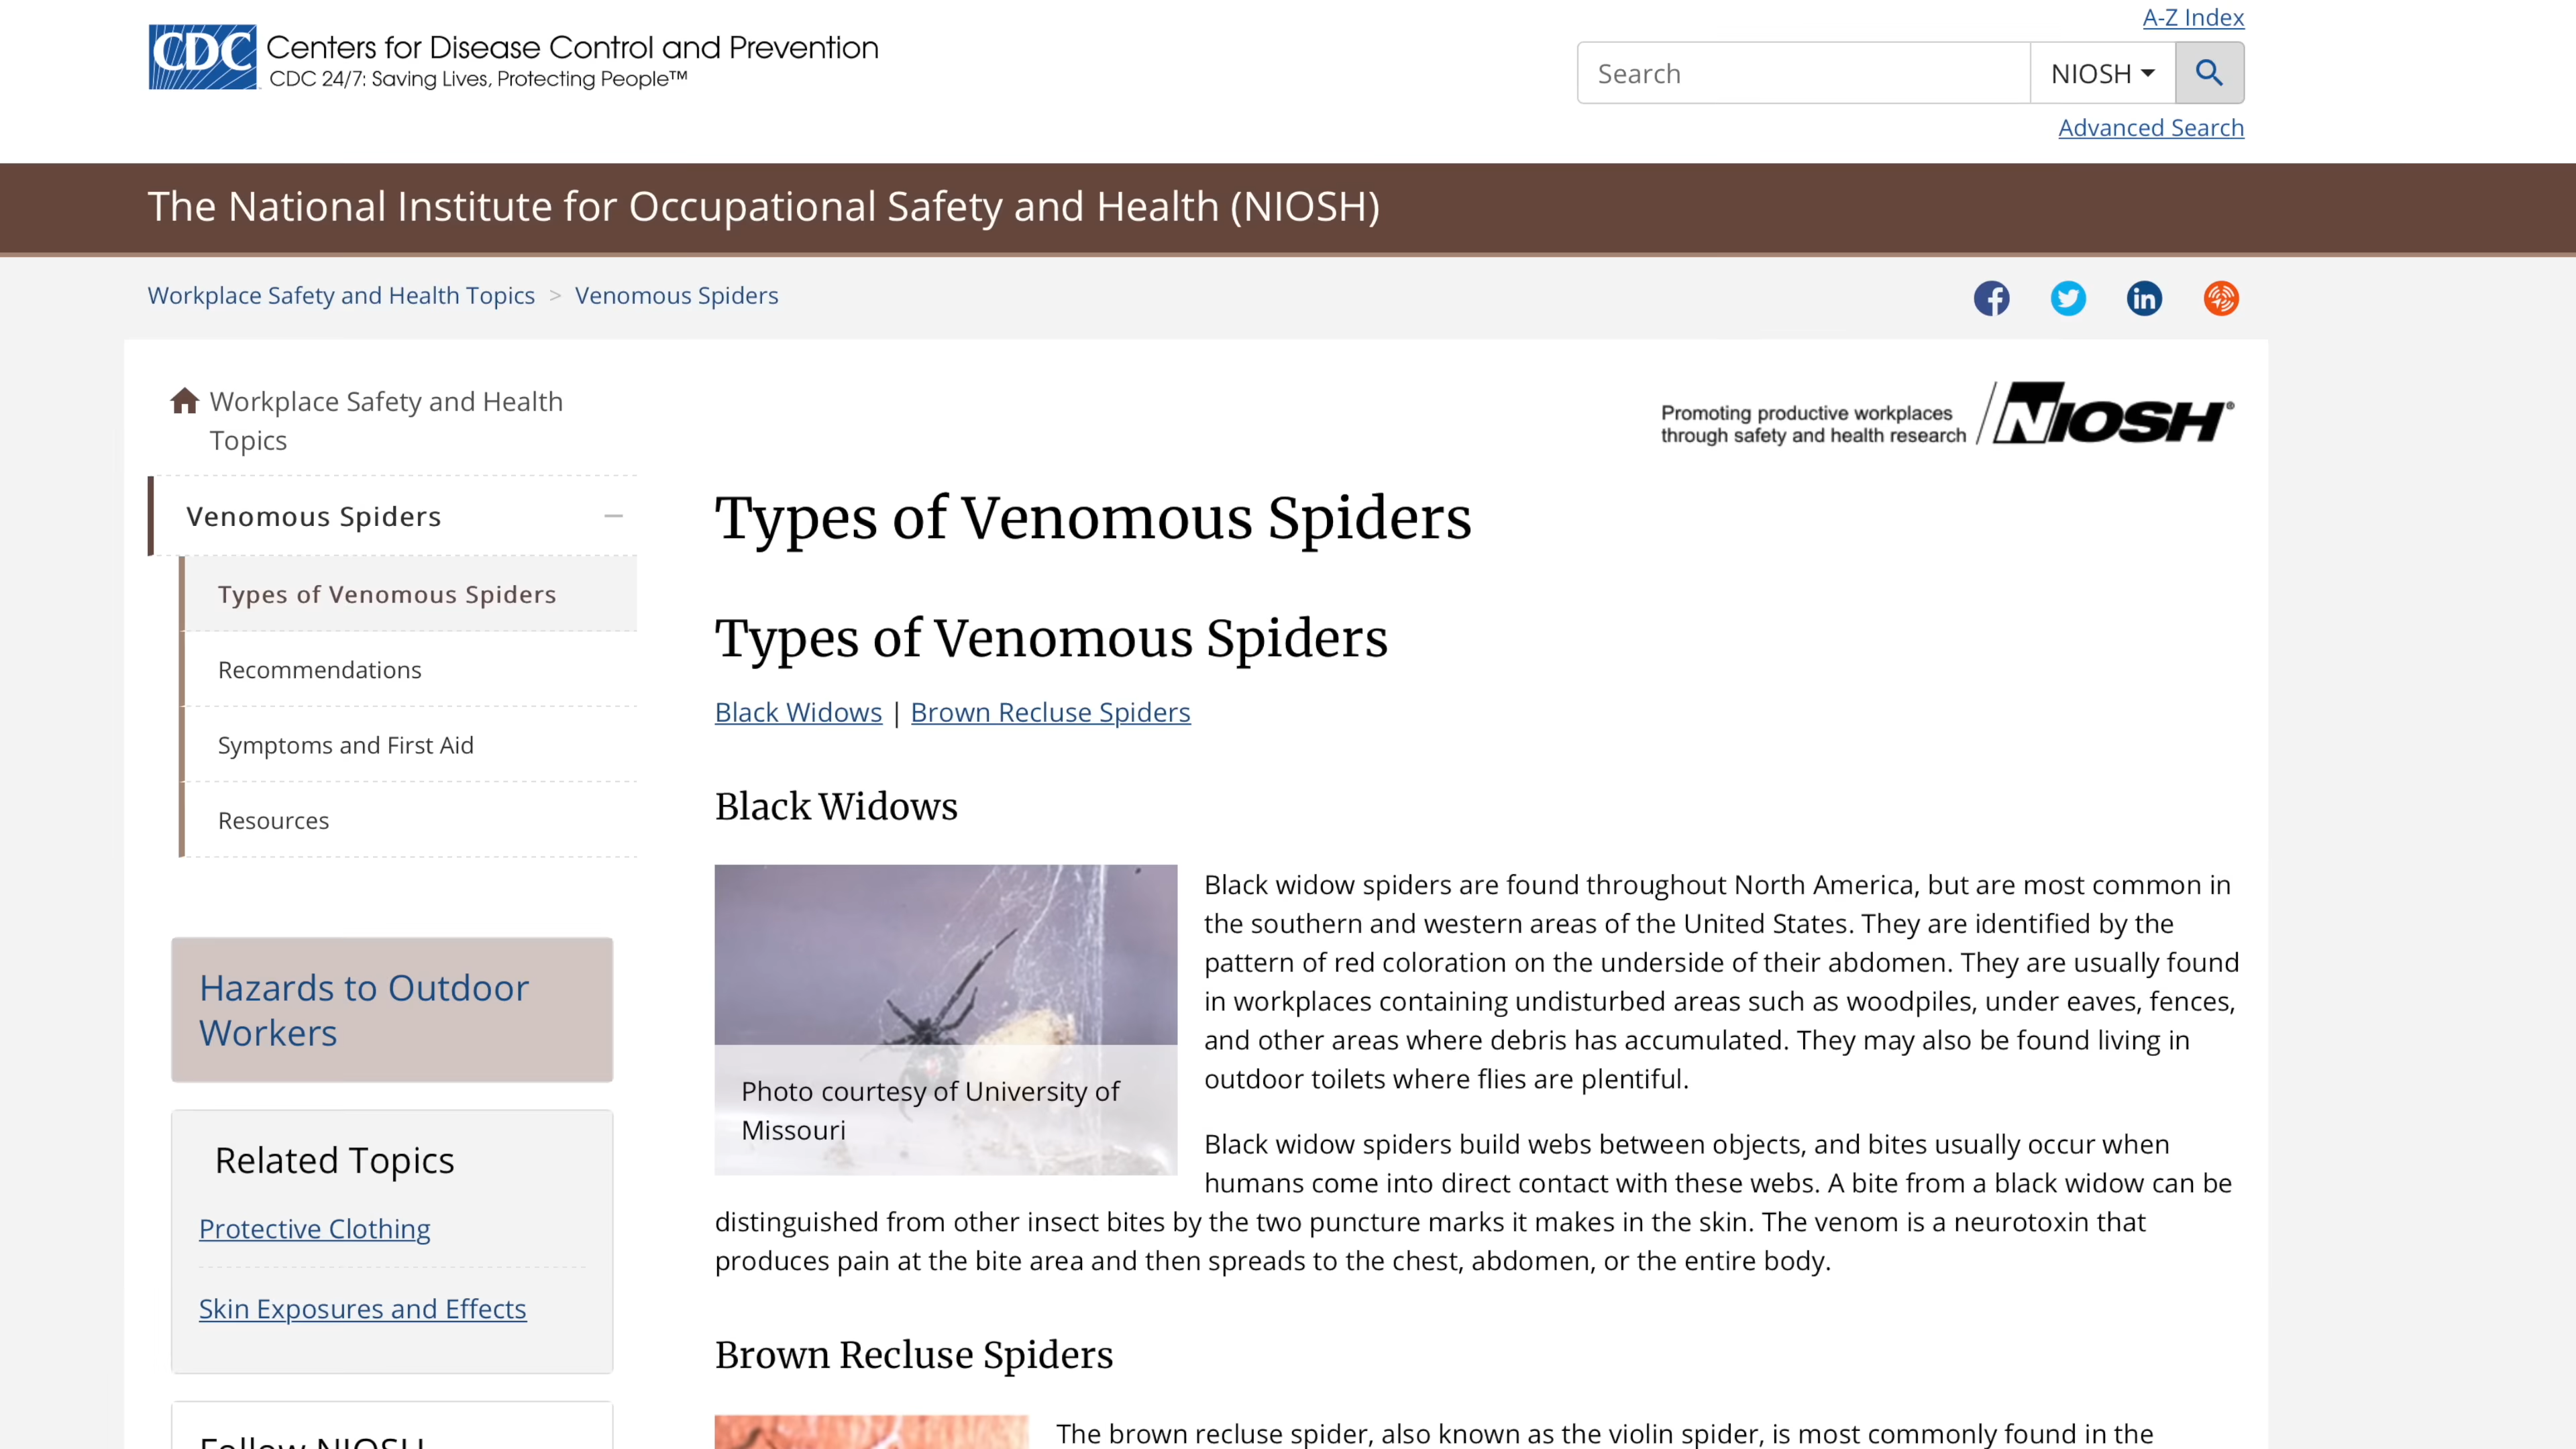 A-Z Index
CDC Centers for Disease Control and Prevention
CDC 24/7: Saving Lives, Protecting People™
Search
NIOSH
Advanced Search
The National Institute for Occupational Safety and Health (NIOSH)
Workplace Safety and Health Topics > Venomous Spiders
Workplace Safety and Health
Topics
Venomous Spiders
Types of Venomous Spiders
Recommendations
Symptoms and First Aid
Resources
Hazards to Outdoor
Workers
Related Topics
Protective Clothing
Skin Exposures and Effects
Follow NIOSH
Promoting productive workplaces
through safety and health research
NIOSH®
Types of Venomous Spiders
Types of Venomous Spiders
Black Widows | Brown Recluse Spiders
Black Widows
Photo courtesy of University of
Missouri
Black widow spiders are found throughout North America, but are most common in
the southern and western areas of the United States. They are identified by the
pattern of red coloration on the underside of their abdomen. They are usually found
in workplaces containing undisturbed areas such as woodpiles, under eaves, fences,
and other areas where debris has accumulated. They may also be found living in
outdoor toilets where flies are plentiful.
Black widow spiders build webs between objects, and bites usually occur when
humans come into direct contact with these webs. A bite from a black widow can be
distinguished from other insect bites by the two puncture marks it makes in the skin. The venom is a neurotoxin that
produces pain at the bite area and then spreads to the chest, abdomen, or the entire body.
Brown Recluse Spiders
The brown recluse spider, also known as the violin spider, is most commonly found in the